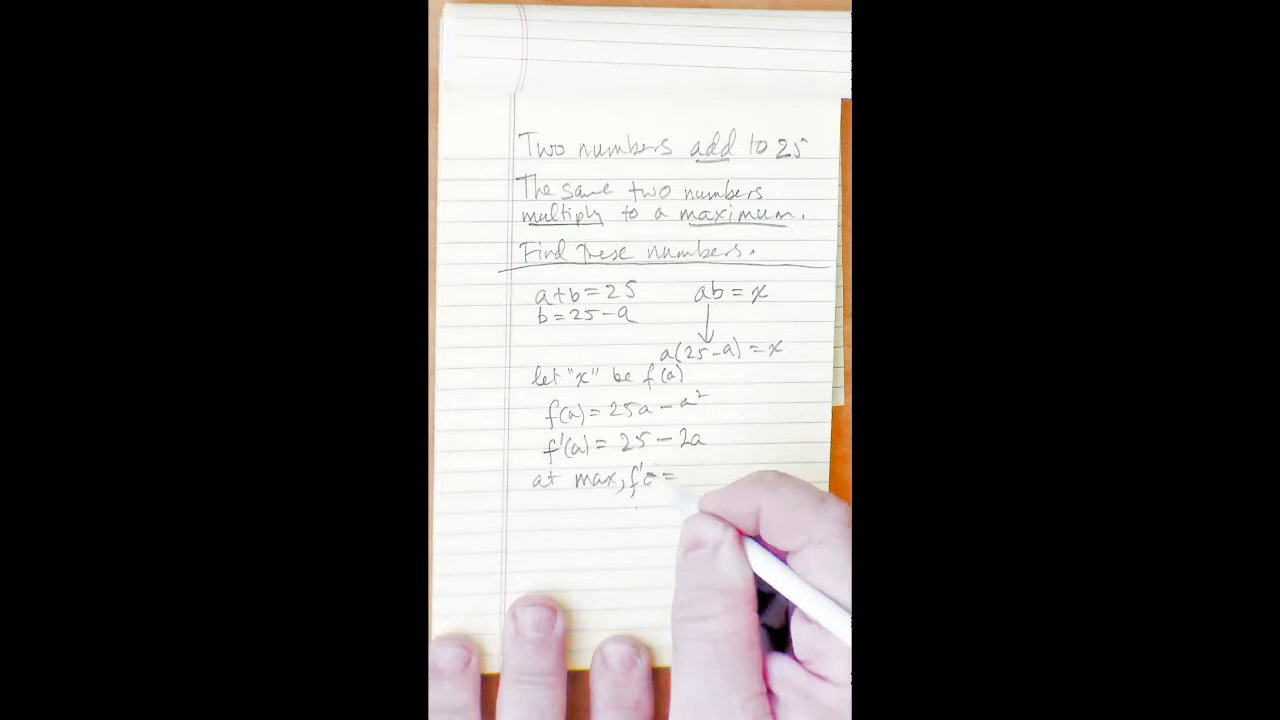 Two numbers add to 25
The same two numbers
multiply to a maximum.
Find these numbers.
a+b=25 ab=x
b=25-a
a(25-a)=x
let "x" be f(a)
f(a)=25a-a²
f'(a)=25-2a
at max, f'